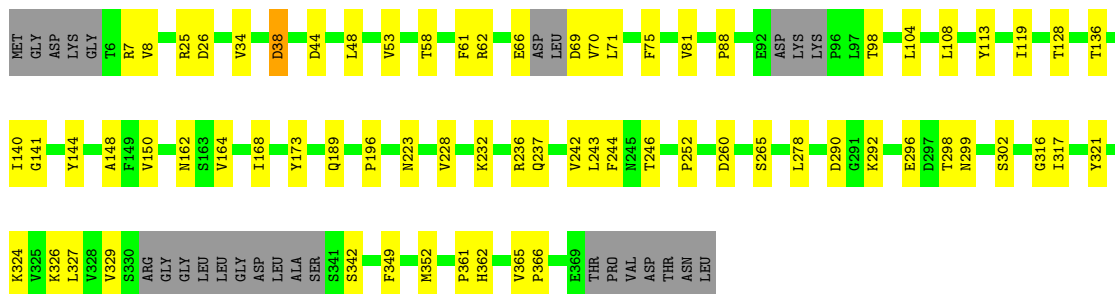 MET GLY ASP LYS GLY T6 R7 V8 R25 D26 V34 D38 D44 L48 V53 T58 F61 R62 E66 ASP LEU D69 V70 L71 F75 V81 P88 E92 ASP LYS LYS P96 L97 T98 L104 L108 Y113 I119 T128 T136
I140 G141 Y144 A148 F149 V150 N162 S163 V164 I168 Y173 Q189 P196 N223 V228 K232 R236 Q237 V242 L243 F244 N245 T246 P252 D260 S265 L278 D290 G291 K292 E296 D297 T298 N299 S302 G316 I317 Y321
K324 V325 K326 L327 V328 V329 S330 ARG GLY GLY LEU LEU GLY ASP LEU ALA SER S341 S342 F349 M352 P361 H362 V365 P366 E369 THR PRO VAL ASP THR ASN LEU